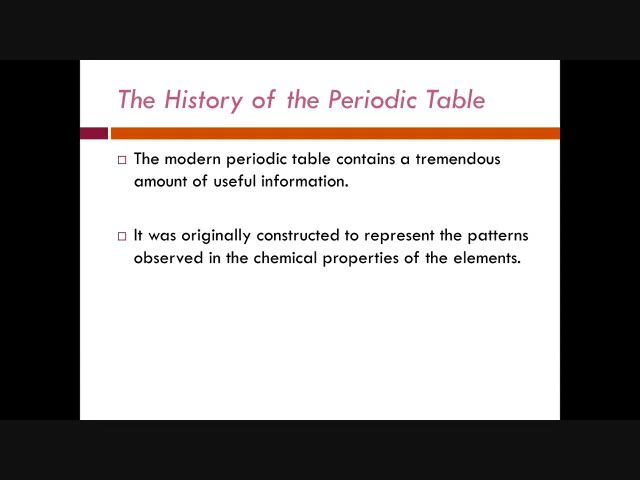 The History of the Periodic Table
The modern periodic table contains a tremendous
amount of useful information.
It was originally constructed to represent the patterns
observed in the chemical properties of the elements.